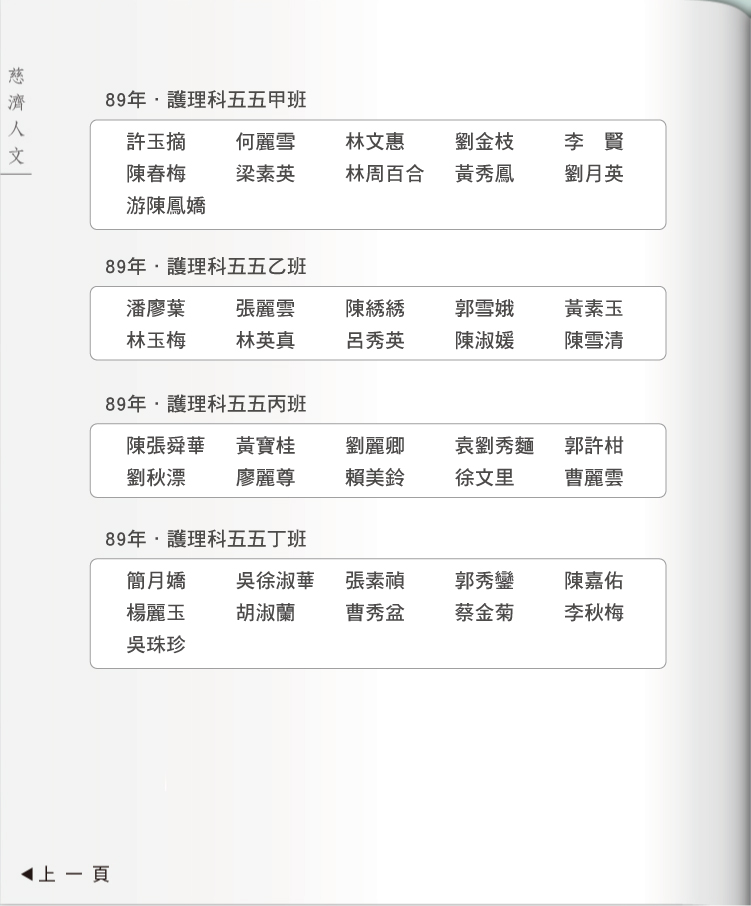 慈濟人文
89年．護理科五五甲班
許玉摘 何麗雪 林文惠 劉金枝 李　賢
陳春梅 梁素英 林周百合 黃秀鳳 劉月英
游陳鳳嬌
89年．護理科五五乙班
潘廖葉 張麗雲 陳綉綉 郭雪娥 黃素玉
林玉梅 林英真 呂秀英 陳淑媛 陳雪清
89年．護理科五五丙班
陳張舜華 黃寶桂 劉麗卿 袁劉秀麵 郭許柑
劉秋漂 廖麗尊 賴美鈴 徐文里 曹麗雲
89年．護理科五五丁班
簡月嬌 吳徐淑華 張素禎 郭秀鑾 陳嘉佑
楊麗玉 胡淑蘭 曹秀盆 蔡金菊 李秋梅
吳珠珍
◀上一頁